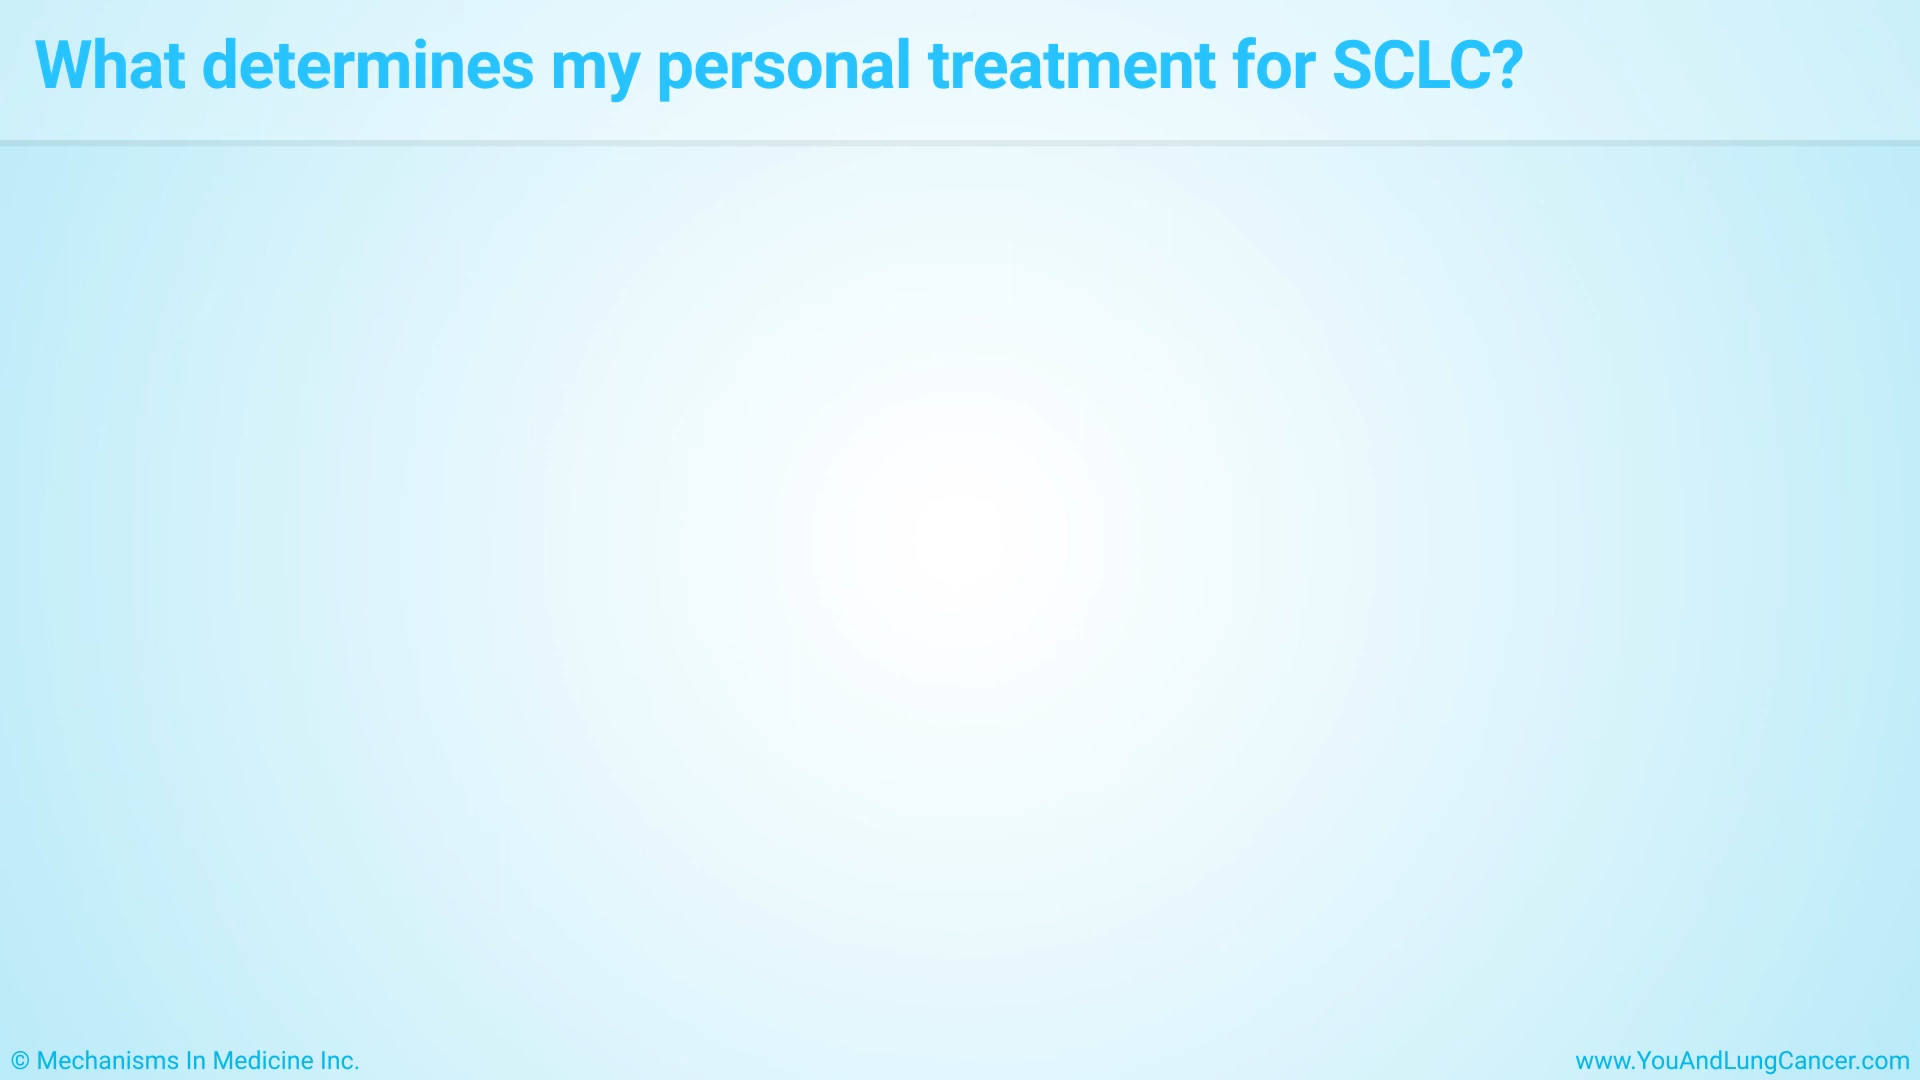 What determines my personal treatment for SCLC?
© Mechanisms In Medicine Inc.
www.YouAndLungCancer.com